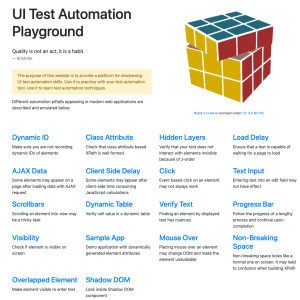 UI Test Automation
Playground
Quality is not an act, it is a habit.
— Aristotle
The purpose of this website is to provide a platform for sharpening
UI test automation skills. Use it to practice with your test automation
tool. Use it to learn test automation techniques.
Different automation pitfalls appearing in modern web applications are
described and emulated below.
Rubik's Cube is licensed under CC-BY-SA
Dynamic ID
Make sure you are not recording
dynamic IDs of elements
Class Attribute
Check that class attribute based
XPath is well formed
Hidden Layers
Verify that your test does not
interact with elements invisible
because of z-order
Load Delay
Ensure that a test is capable of
waiting for a page to load
AJAX Data
Some elements may appear on a
page after loading data with AJAX
request
Client Side Delay
Some elements may appear after
client-side time consuming
JavaScript calculations
Click
Event based click on an element
may not always work
Text Input
Entering text into an edit field may
not have effect
Scrollbars
Scrolling an element into view may
be a tricky task
Dynamic Table
Verify cell value in a dynamic table
Verify Text
Finding an element by displayed
text has nuances
Progress Bar
Follow the progress of a lengthy
process and continue upon
completion
Visibility
Check if element is visible on
screen
Sample App
Demo application with dynamically
generated element attributes
Mouse Over
Placing mouse over an element
may change DOM and make the
element unavailable
Non-Breaking
Space
Non-breaking space looks like a
normal one on screen. It may lead
to confusion when building XPath
Overlapped Element
Make element visible to enter text
Shadow DOM
Look inside Shadow DOM
component